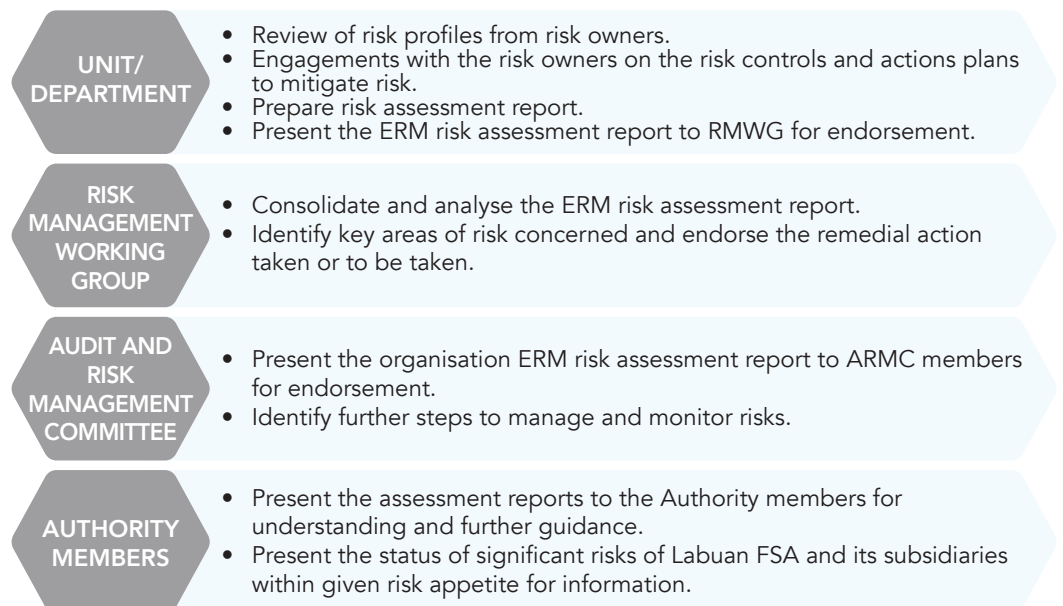 UNIT/
DEPARTMENT
• Review of risk profiles from risk owners.
• Engagements with the risk owners on the risk controls and actions plans
to mitigate risk.
• Prepare risk assessment report.
• Present the ERM risk assessment report to RMWG for endorsement.
RISK
MANAGEMENT
WORKING
GROUP
• Consolidate and analyse the ERM risk assessment report.
• Identify key areas of risk concerned and endorse the remedial action
taken or to be taken.
AUDIT AND
RISK
MANAGEMENT
COMMITTEE
• Present the organisation ERM risk assessment report to ARMC members
for endorsement.
• Identify further steps to manage and monitor risks.
AUTHORITY
MEMBERS
• Present the assessment reports to the Authority members for
understanding and further guidance.
• Present the status of significant risks of Labuan FSA and its subsidiaries
within given risk appetite for information.